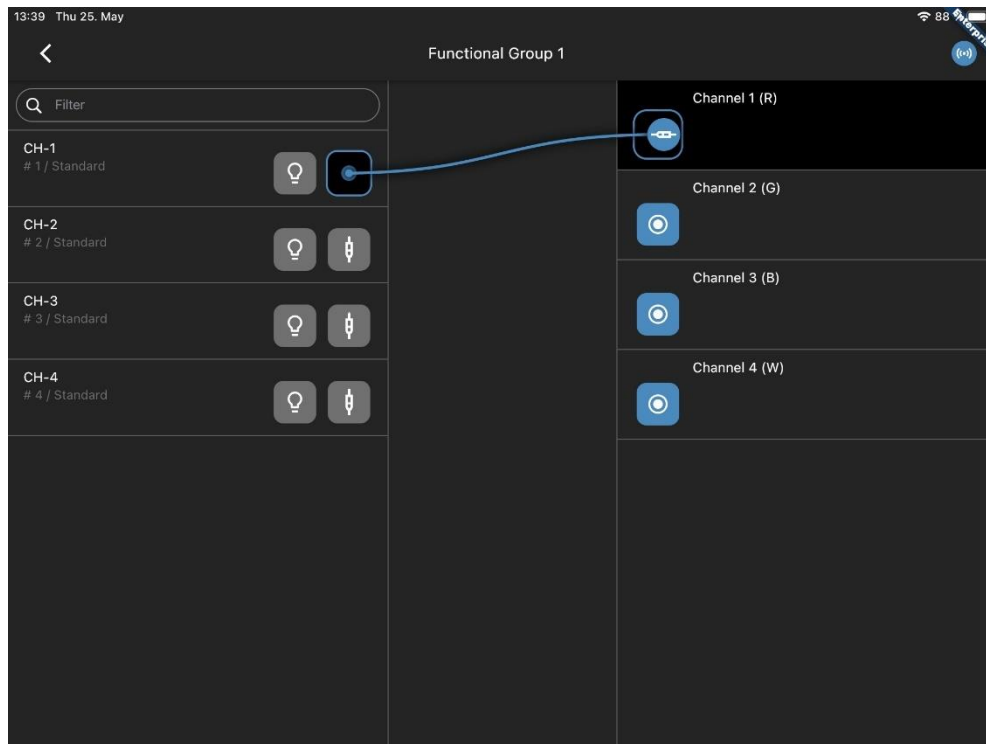 13:39 Thu 25. May
88
Functional Group 1
Filter
CH-1
# 1 / Standard
CH-2
# 2 / Standard
CH-3
# 3 / Standard
CH-4
# 4 / Standard
Channel 1 (R)
Channel 2 (G)
Channel 3 (B)
Channel 4 (W)